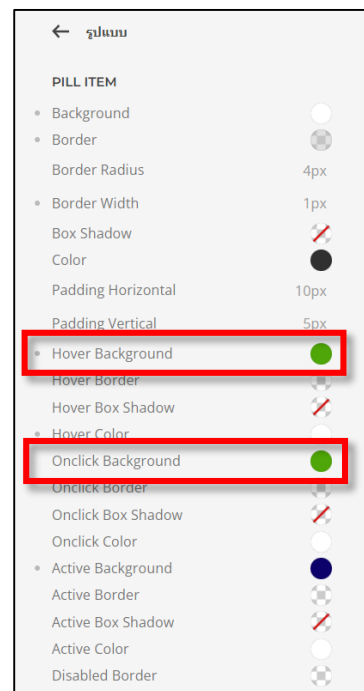 รูปแบบ
PILL ITEM
Background
Border
Border Radius 4px
Border Width 1px
Box Shadow
Color
Padding Horizontal 10px
Padding Vertical 5px
Hover Background
Hover Border
Hover Box Shadow
Hover Color
Onclick Background
Onclick Border
Onclick Box Shadow
Onclick Color
Active Background
Active Border
Active Box Shadow
Active Color
Disabled Border